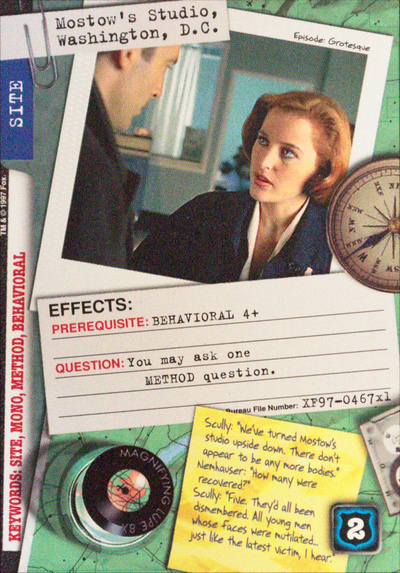 Mostow's Studio,
Washington, D.C.
Episode: Grotesque
SITE
TM & © 1997 Fox.
KEYWORDS: SITE, MONO, METHOD, BEHAVIORAL
EFFECTS:
PREREQUISITE: BEHAVIORAL 4+
QUESTION: You may ask one
METHOD question.
Bureau File Number: XF97-0467x1
Scully: "We've turned Mostow's
studio upside down. There don't
appear to be any more bodies."
Nemhauser: "How many were
recovered?"
Scully: "Five. They'd all been
dismembered. All young men
whose faces were mutilated...
just like the latest victim, I hear."
MAGNIFYING LUPE 8X
2